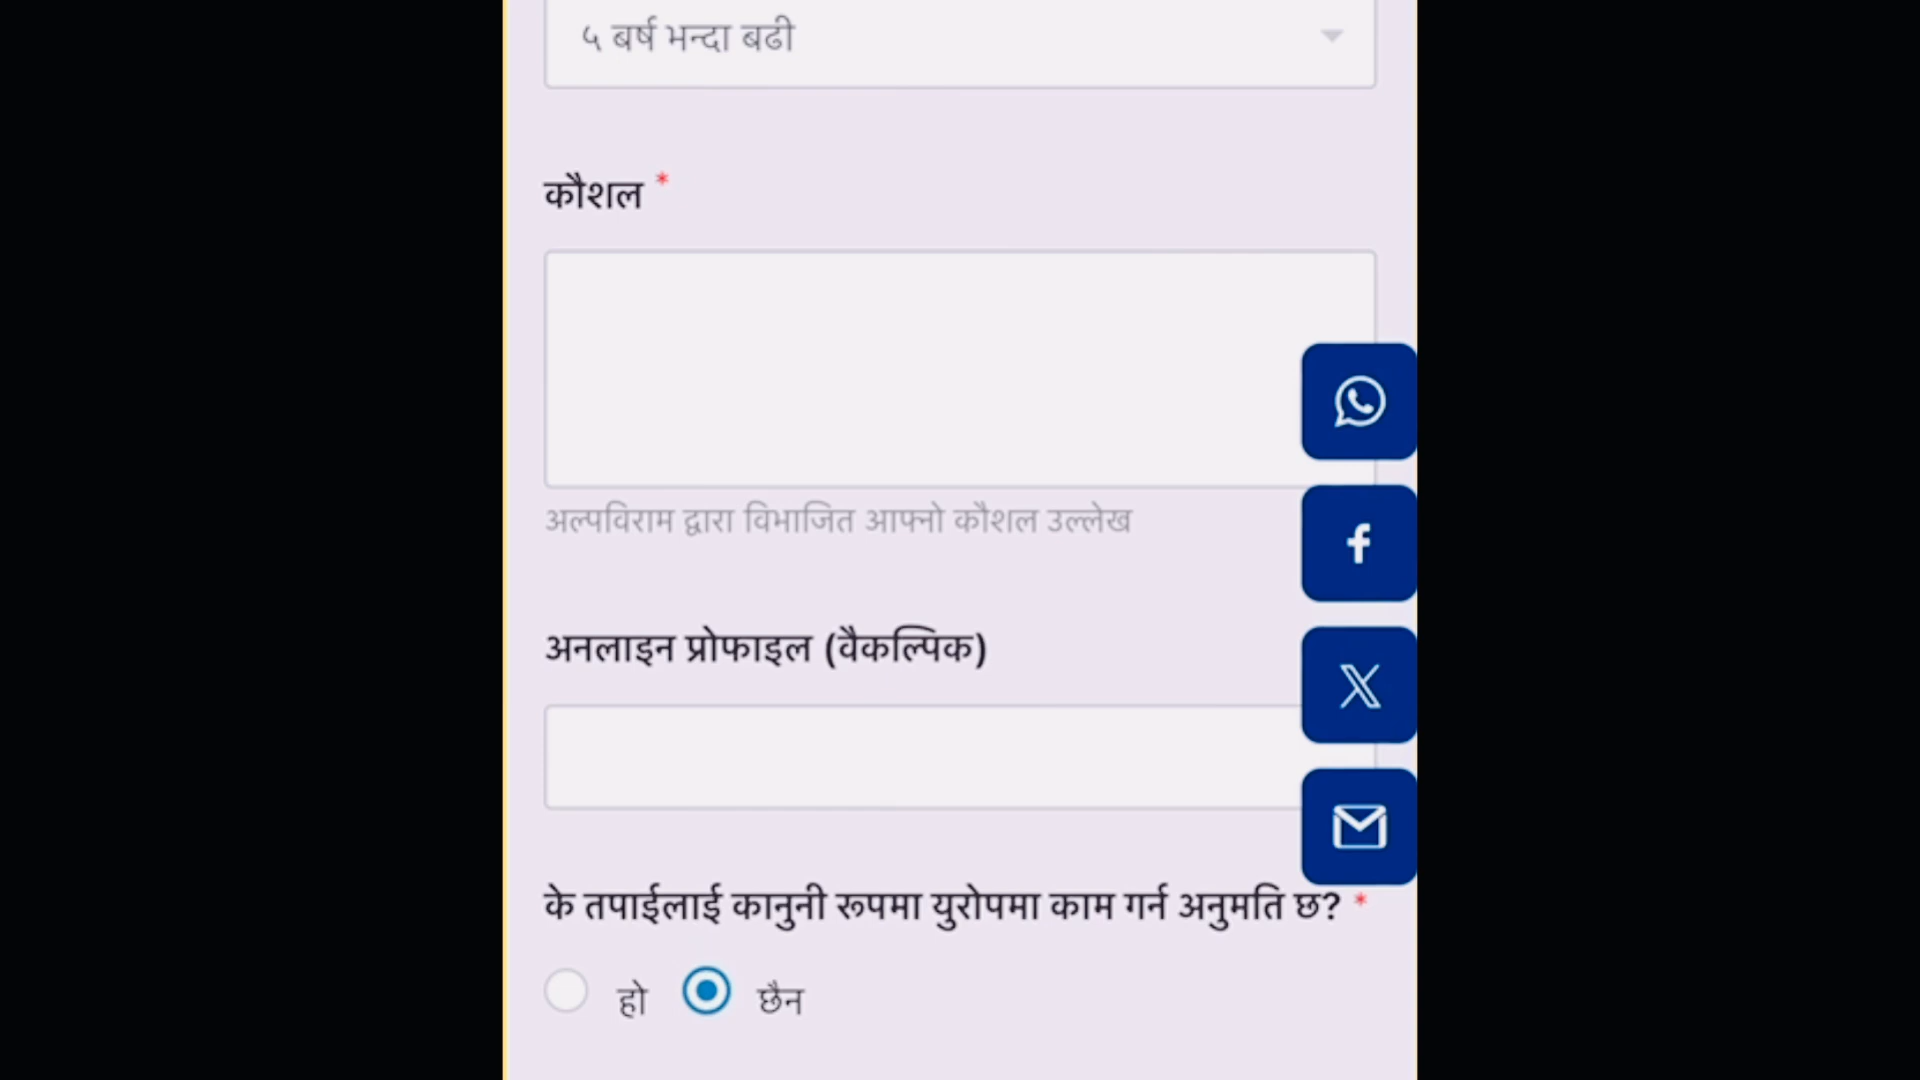 ५ बर्ष भन्दा बढी
कौशल *
अल्पविराम द्वारा विभाजित आफ्नो कौशल उल्लेख
अनलाइन प्रोफाइल (वैकल्पिक)
के तपाईलाई कानुनी रूपमा युरोपमा काम गर्न अनुमति छ? *
हो छैन